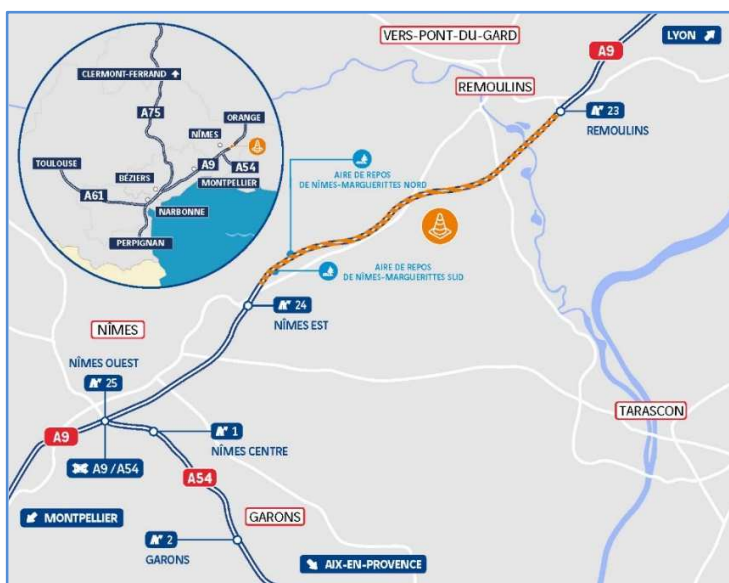 VERS-PONT-DU-GARD
A9
LYON
REMOULINS
23
REMOULINS
CLERMONT-FERRAND
A75
ORANGE
NÎMES
TOULOUSE
BÉZIERS
A9
A54
MONTPELLIER
A61
NARBONNE
PERPIGNAN
AIRE DE REPOS
DE NÎMES-MARGUERITTES NORD
AIRE DE REPOS
DE NÎMES-MARGUERITTES SUD
24
NÎMES EST
NÎMES
NÎMES OUEST
25
TARASCON
A9
1
NÎMES CENTRE
A9 / A54
A54
MONTPELLIER
GARONS
2
GARONS
AIX-EN-PROVENCE